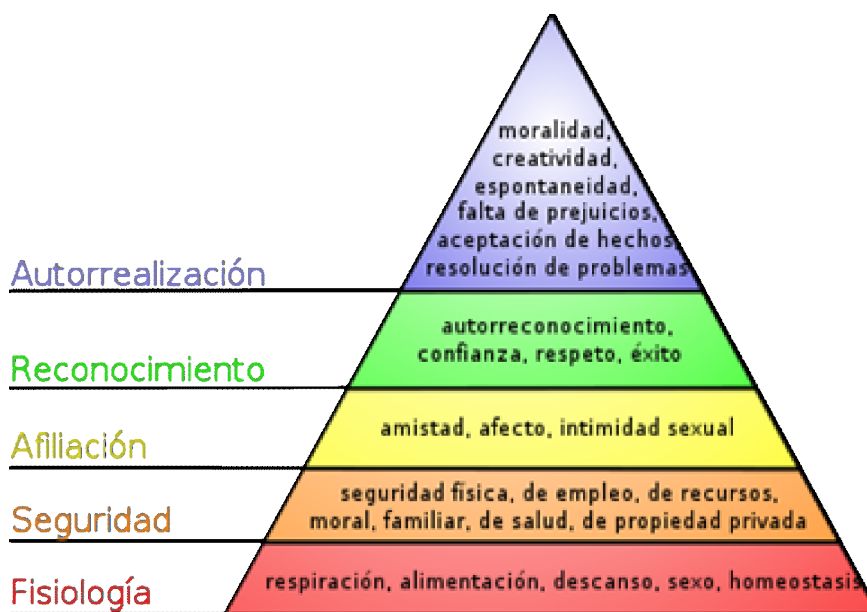 moralidad,
creatividad,
espontaneidad,
falta de prejuicios,
aceptación de hechos,
resolución de problemas
Autorrealización
autorreconocimiento,
confianza, respeto, éxito
Reconocimiento
amistad, afecto, intimidad sexual
Afiliación
seguridad física, de empleo, de recursos,
moral, familiar, de salud, de propiedad privada
Seguridad
respiración, alimentación, descanso, sexo, homeostasis
Fisiología